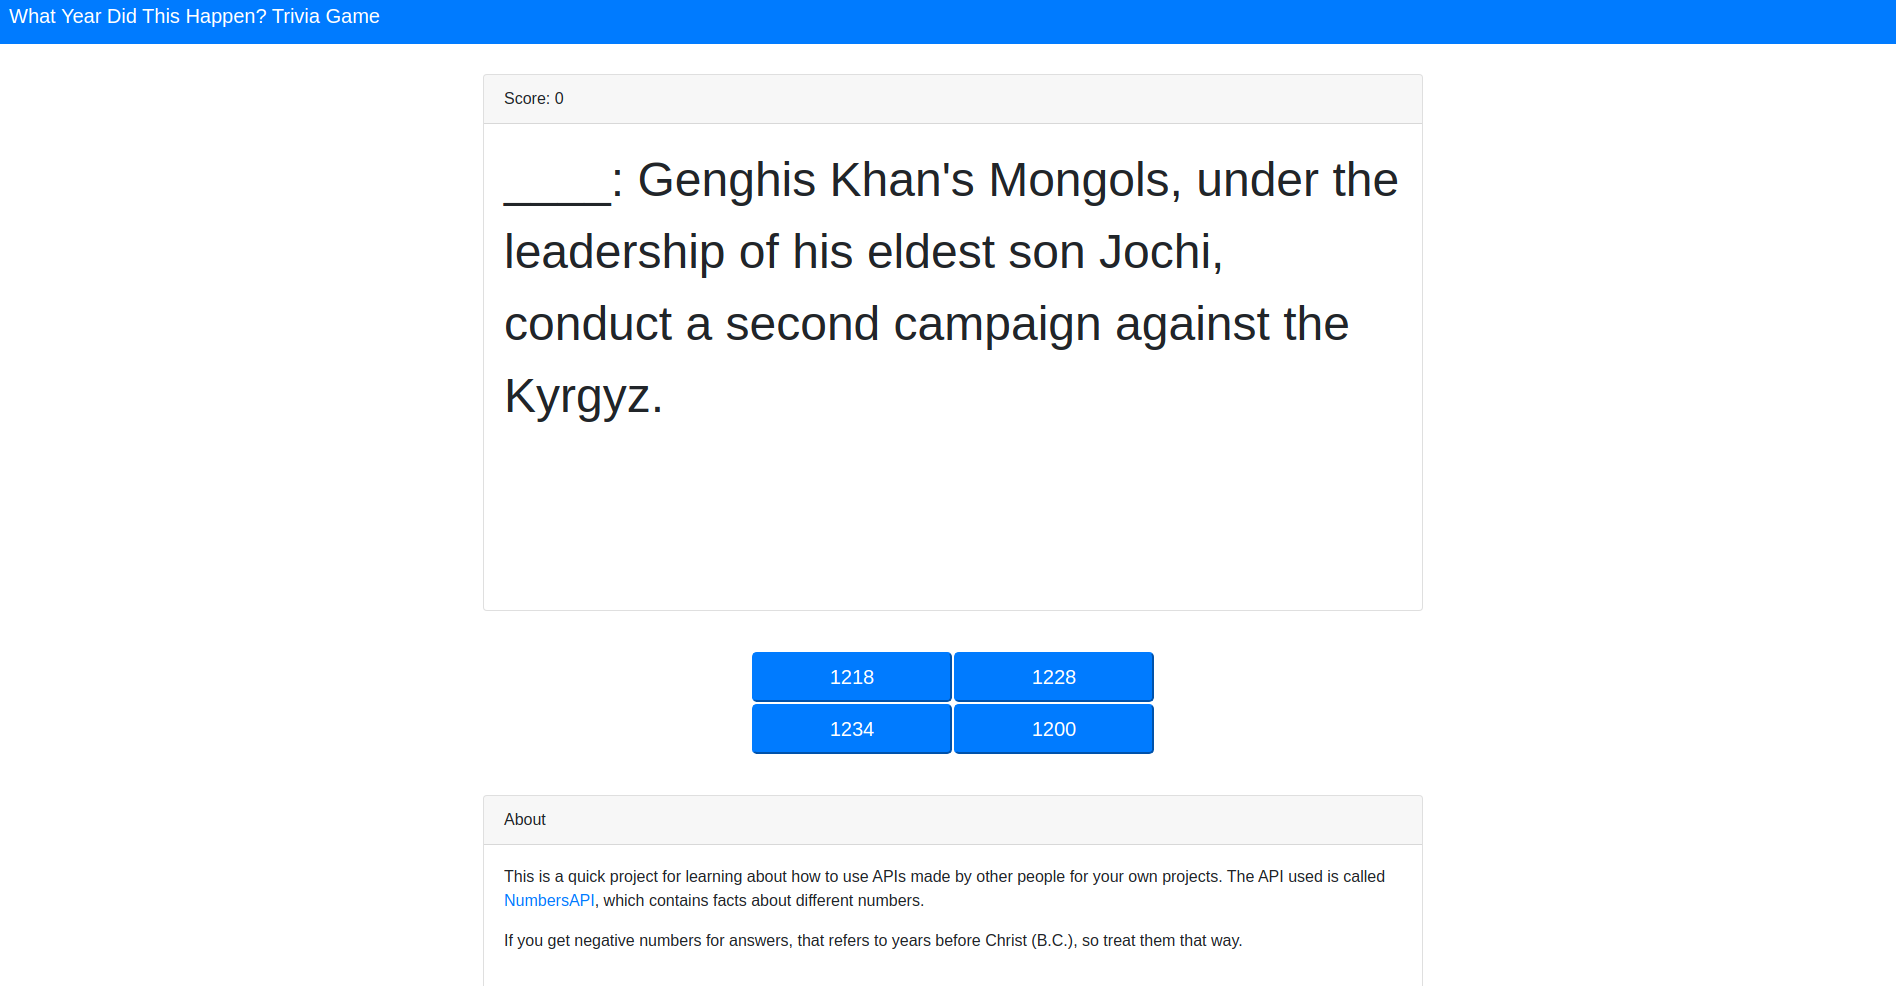 What Year Did This Happen? Trivia Game
Score: 0
____: Genghis Khan's Mongols, under the
leadership of his eldest son Jochi,
conduct a second campaign against the
Kyrgyz.
1218 1228
1234 1200
About
This is a quick project for learning about how to use APIs made by other people for your own projects. The API used is called
NumbersAPI, which contains facts about different numbers.
If you get negative numbers for answers, that refers to years before Christ (B.C.), so treat them that way.